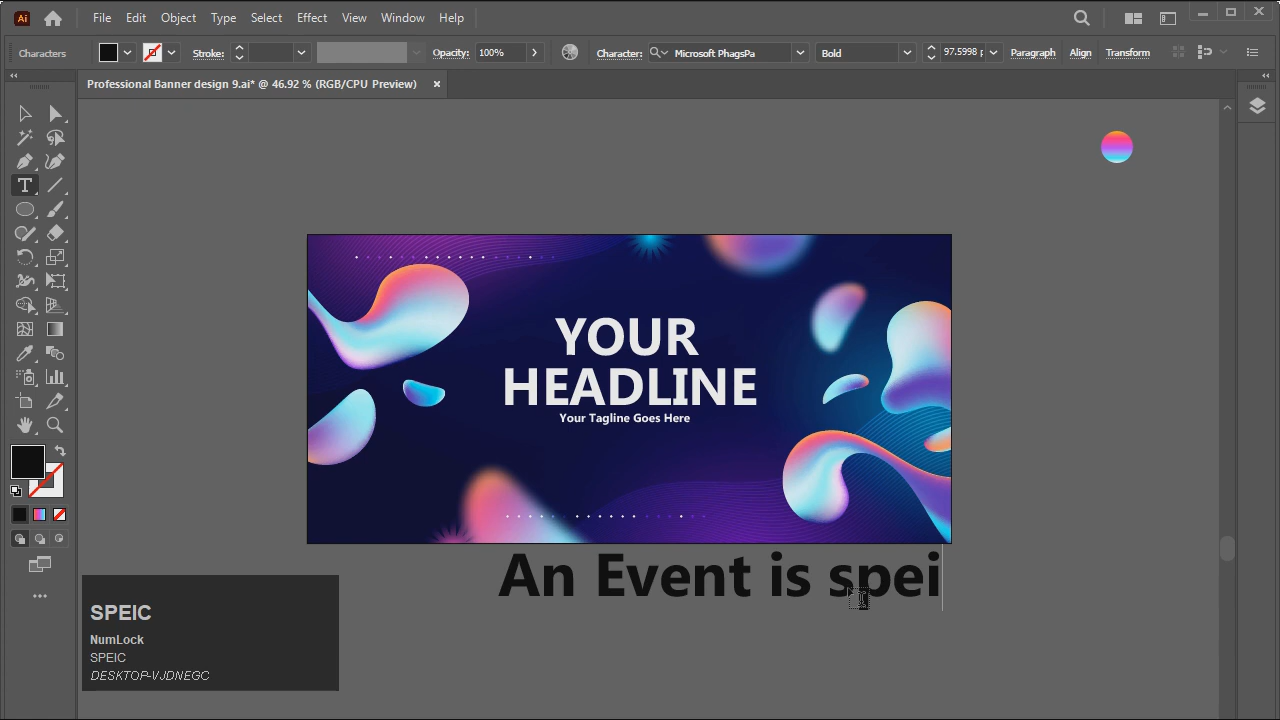 Ai File Edit Object Type Select Effect View Window Help
Characters Stroke: Opacity: 100% Character: Microsoft PhagsPa Bold 97.5998 p Paragraph Align Transform
Professional Banner design 9.ai* @ 46.92 % (RGB/CPU Preview)
YOUR
HEADLINE
Your Tagline Goes Here
An Event is spei
SPEIC
NumLock
SPEIC
DESKTOP-VJDNEGC